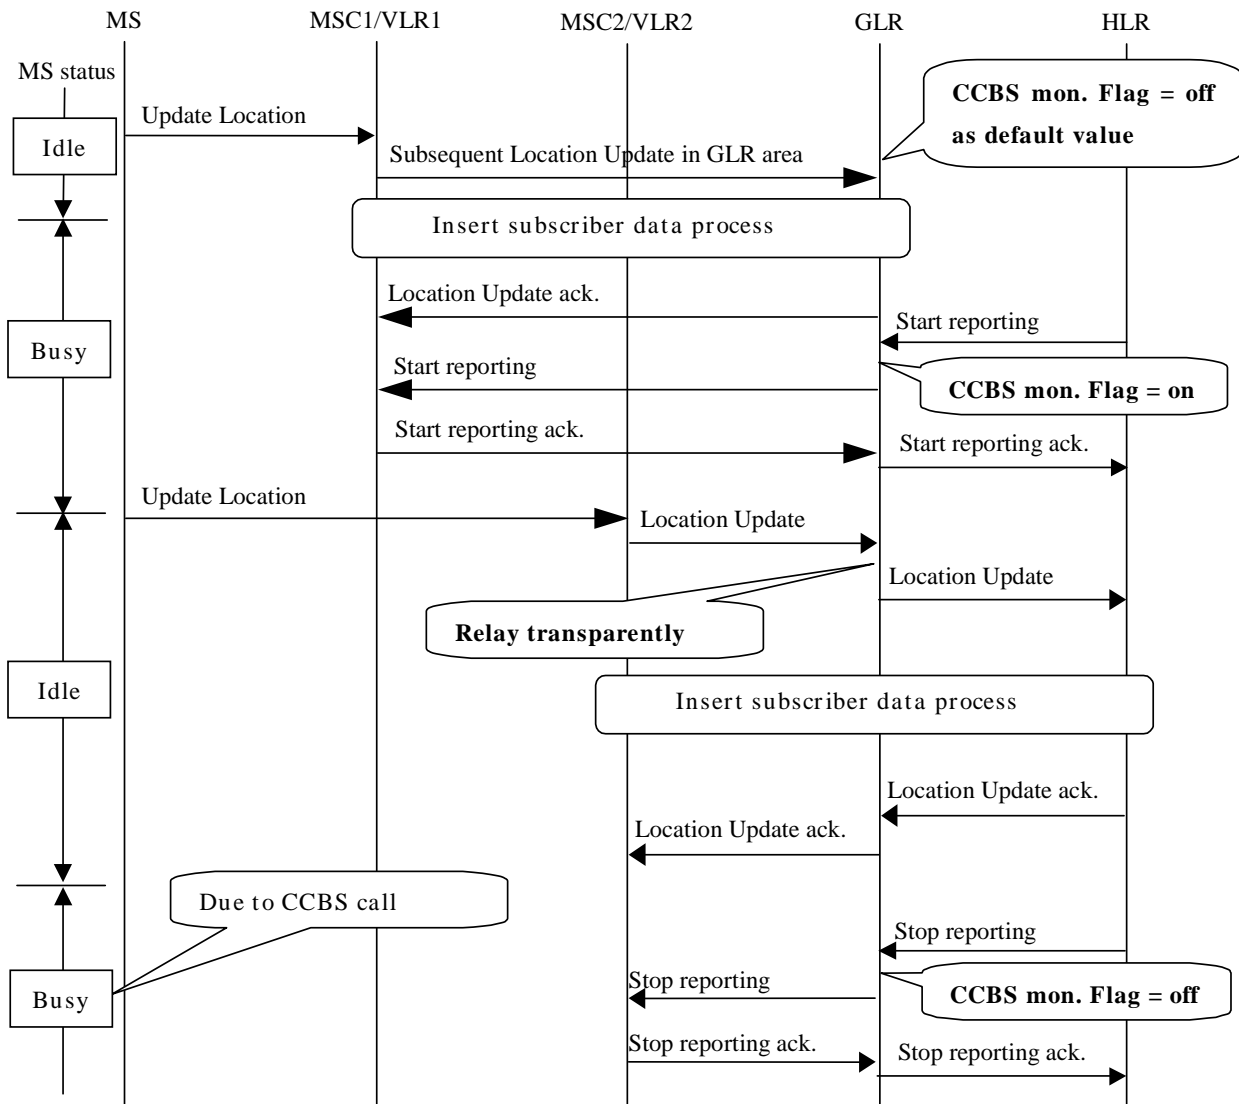 MS
MSC1/VLR1
MSC2/VLR2
GLR
HLR
MS status
CCBS mon. Flag = off
as default value
Update Location
Idle
Subsequent Location Update in GLR area
Insert subscriber data process
Location Update ack.
Start reporting
Busy
Start reporting
CCBS mon. Flag = on
Start reporting ack.
Start reporting ack.
Update Location
Location Update
Location Update
Relay transparently
Idle
Insert subscriber data process
Location Update ack.
Location Update ack.
Due to CCBS call
Stop reporting
Stop reporting
CCBS mon. Flag = off
Busy
Stop reporting ack.
Stop reporting ack.